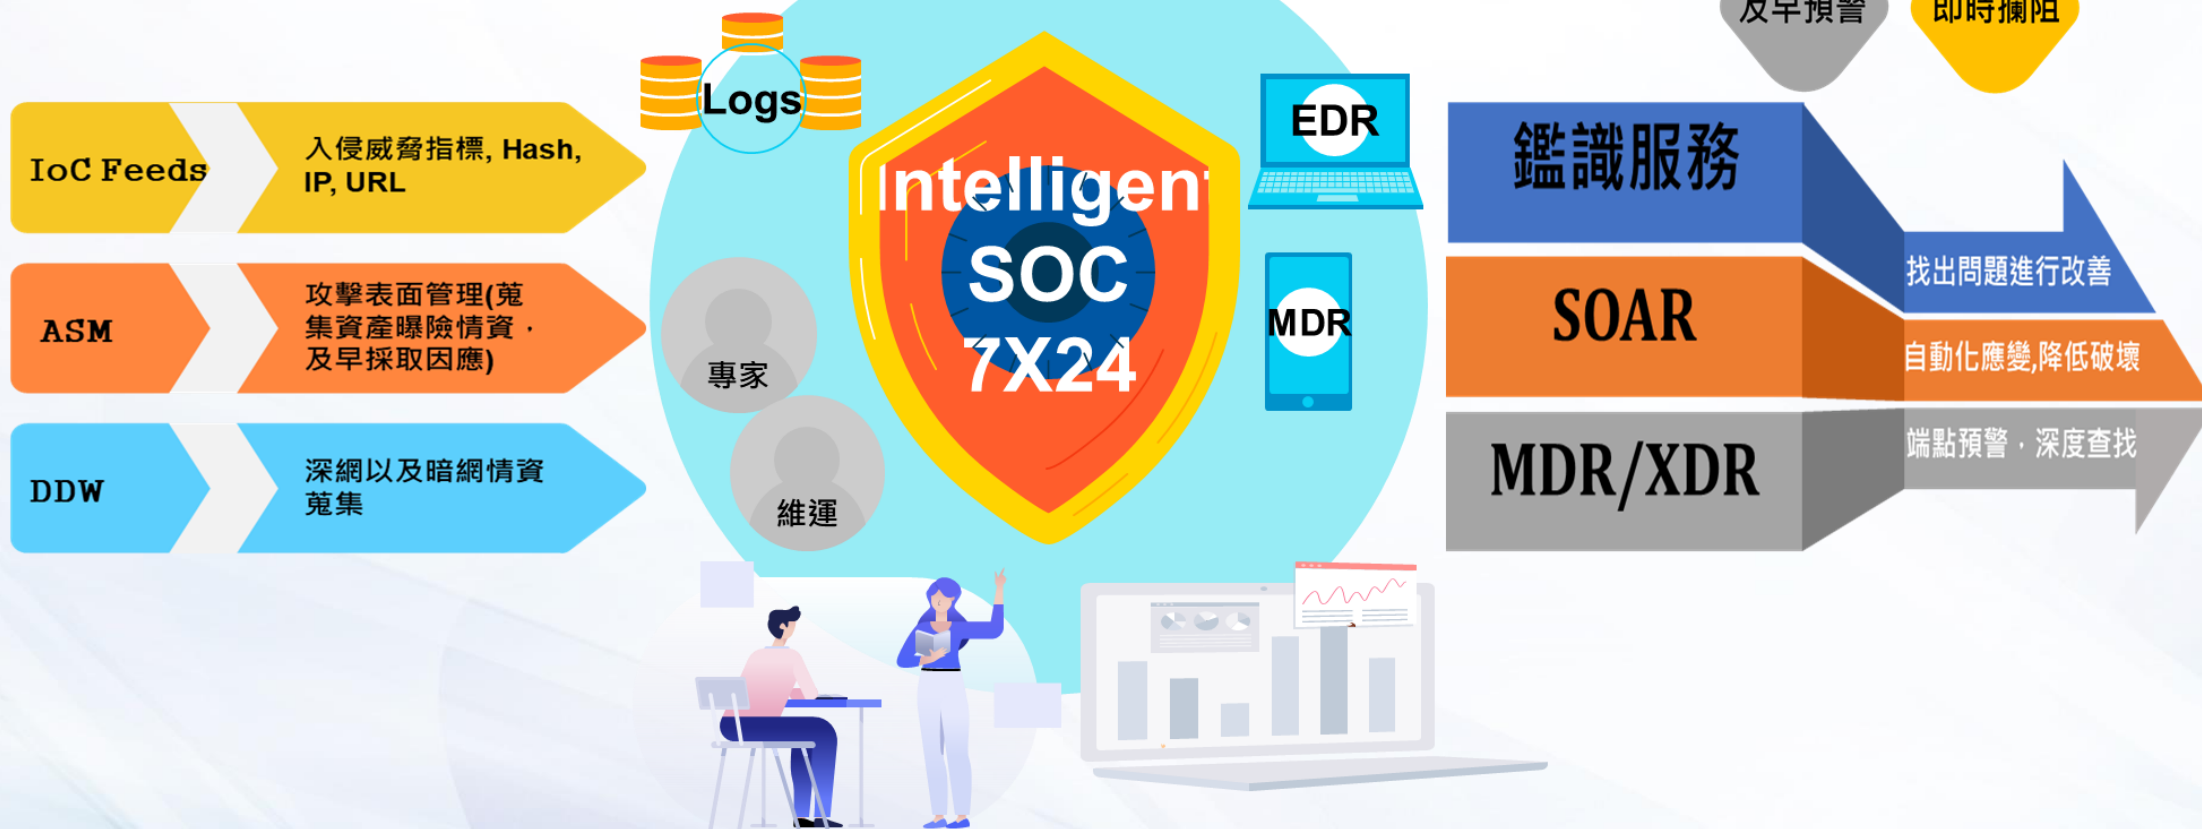 及早預警
即時攔阻
Logs
IoC Feeds
入侵威脅指標, Hash,
IP, URL
ASM
攻擊表面管理(蒐
集資產曝險情資，
及早採取因應)
DDW
深網以及暗網情資
蒐集
專家
維運
Intelligent
SOC
7X24
EDR
MDR
鑑識服務
找出問題進行改善
SOAR
自動化應變,降低破壞
MDR/XDR
端點預警，深度查找